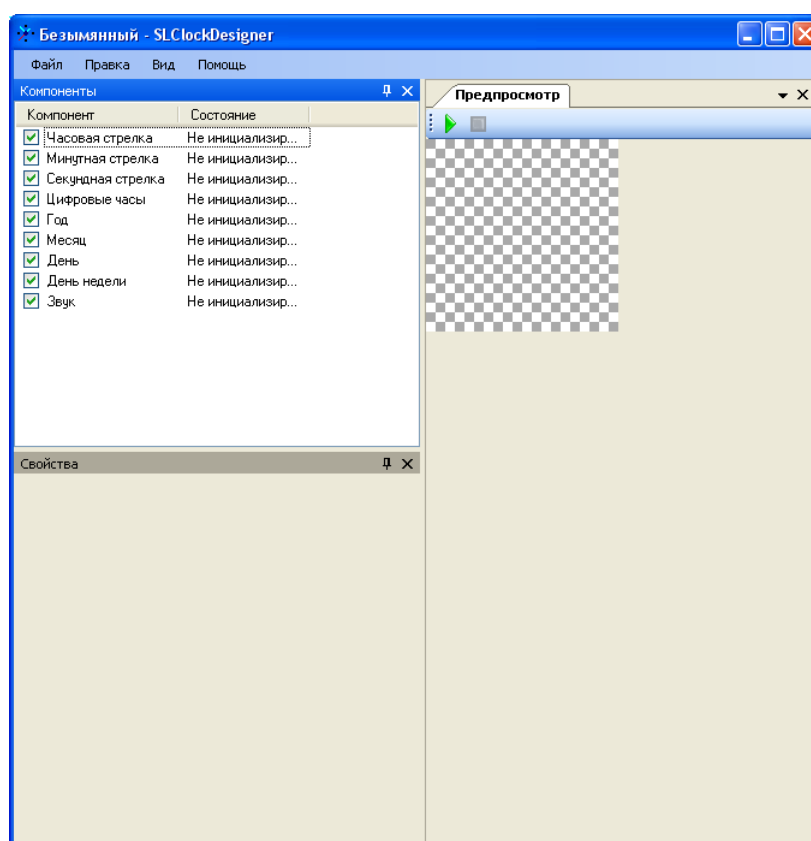 Безымянный - SLClockDesigner
Файл Правка Вид Помощь
Компоненты
Компонент Состояние
Часовая стрелка Не инициализир...
Минутная стрелка Не инициализир...
Секундная стрелка Не инициализир...
Цифровые часы Не инициализир...
Год Не инициализир...
Месяц Не инициализир...
День Не инициализир...
День недели Не инициализир...
Звук Не инициализир...
Свойства
Предпросмотр